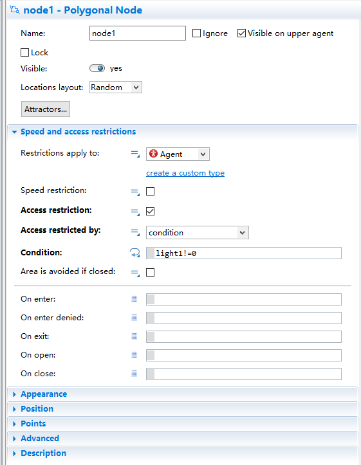 node1 - Polygonal Node
Name: node1 Ignore Visible on upper agent
Lock
Visible: yes
Locations layout: Random
Attractors...
Speed and access restrictions
Restrictions apply to: Agent
create a custom type
Speed restriction:
Access restriction:
Access restricted by: condition
Condition: light1!=0
Area is avoided if closed:
On enter:
On enter denied:
On exit:
On open:
On close:
Appearance
Position
Points
Advanced
Description